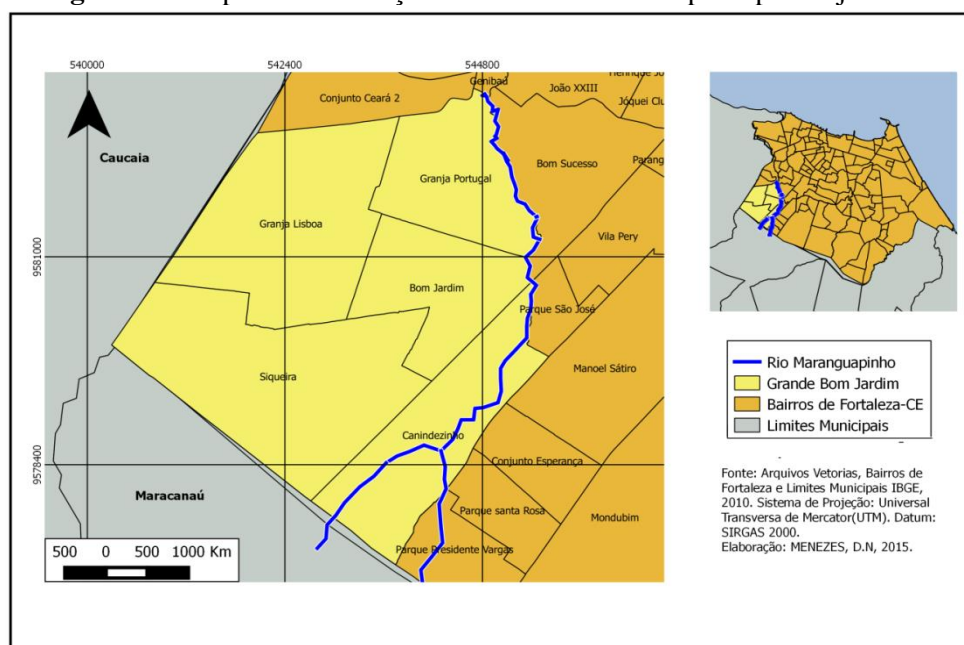 540000
542400
544800
Genibaú
Conjunto Ceará 2
João XXIII
Caucaia
Bom Sucesso
Granja Portugal
Granja Lisboa
Vila Pery
9581000
Bom Jardim
Parque São José
Siqueira
Manoel Sátiro
Canindezinho
9578400
Conjunto Esperança
Maracanaú
Parque santa Rosa
Mondubim
Parque Presidente Vargas
500 0 500 1000 Km
Rio Maranguapinho
Grande Bom Jardim
Bairros de Fortaleza-CE
Limites Municipais
Fonte: Arquivos Vetorias, Bairros de
Fortaleza e Limites Municipais IBGE,
2010. Sistema de Projeção: Universal
Transversa de Mercator(UTM). Datum:
SIRGAS 2000.
Elaboração: MENEZES, D.N, 2015.